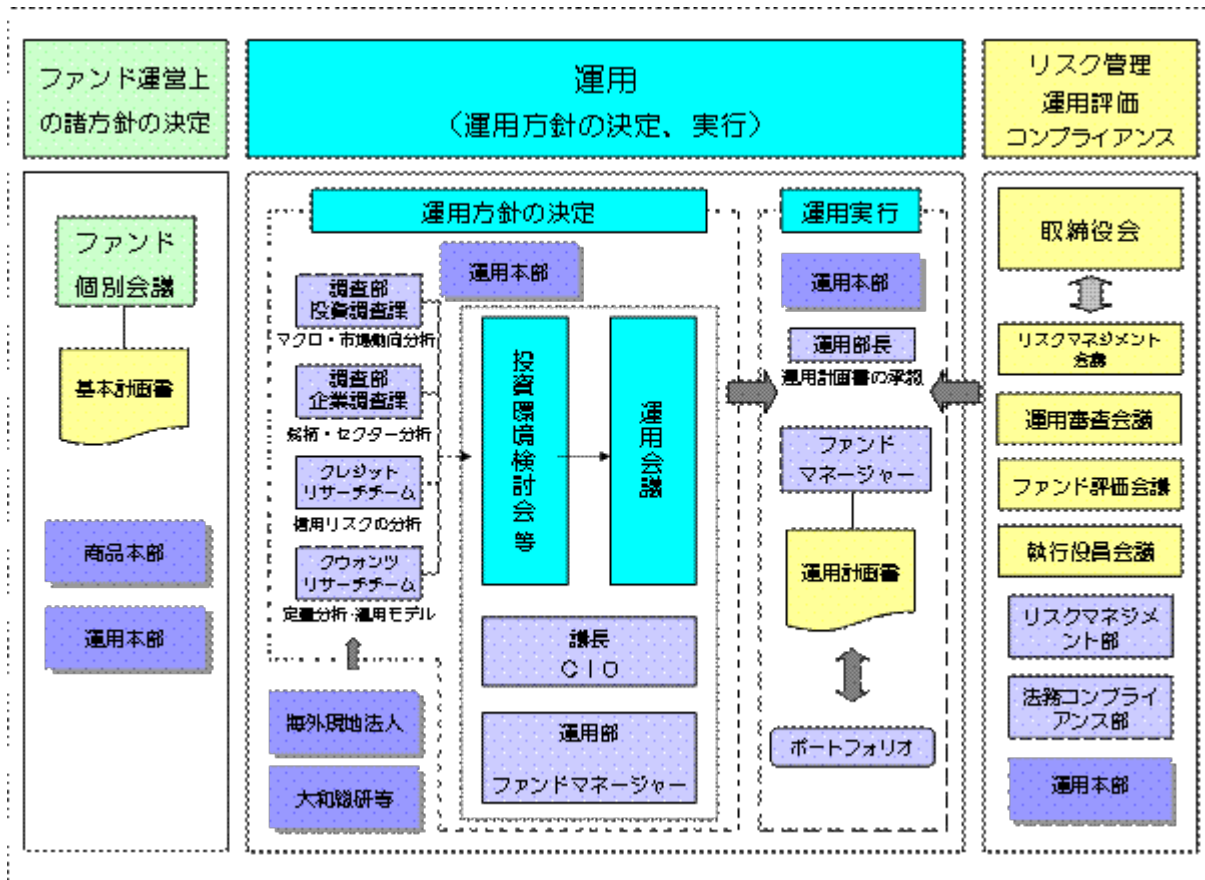 ファンド運営上
の諸方針の決定
運用
(運用方針の決定、実行)
リスク管理
運用評価
コンプライアンス
ファンド
個別会議
基本計画書
商品本部
運用本部
運用方針の決定
運用本部
調査部
投資調査課
マクロ・市場動向分析
調査部
企業調査課
銘柄・セクター分析
クレジット
リサーチチーム
信用リスクの分析
クウォンツ
リサーチチーム
定量分析・運用モデル
海外現地法人
大和総研等
投資環境検討会等
運用会議
議長
CIO
運用部
ファンドマネージャー
運用実行
運用本部
運用部長
運用計画書の承認
ファンド
マネージャー
運用計画書
ポートフォリオ
取締役会
リスクマネジメント
会議
運用審査会議
ファンド評価会議
執行役員会議
リスクマネジメ
ント部
法務コンプライ
アンス部
運用本部